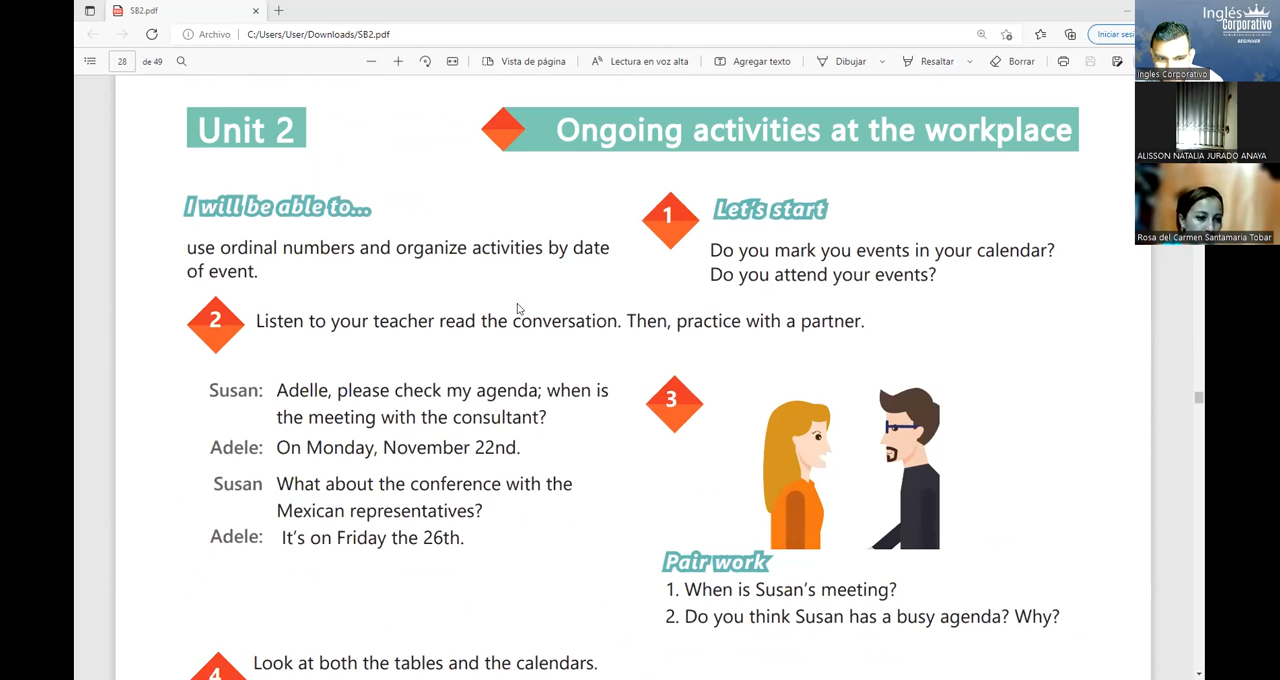 SB2.pdf
Archivo
C:/Users/User/Downloads/SB2.pdf
Iniciar sesi
28
de 49
Vista de página
Lectura en voz alta
Agregar texto
Dibujar
Resaltar
Borrar
Unit 2
Ongoing activities at the workplace
I will be able to...
use ordinal numbers and organize activities by date
of event.
1
Let's start
Do you mark you events in your calendar?
Do you attend your events?
2
Listen to your teacher read the conversation. Then, practice with a partner.
Susan: Adelle, please check my agenda; when is
the meeting with the consultant?
Adele: On Monday, November 22nd.
Susan What about the conference with the
Mexican representatives?
Adele: It's on Friday the 26th.
3
Pair work
1. When is Susan's meeting?
2. Do you think Susan has a busy agenda? Why?
4
Look at both the tables and the calendars.
Inglés
Corporativo
BEGINNER
Ingles Corporativo
ALISSON NATALIA JURADO ANAYA
Rosa del Carmen Santamaria Tobar